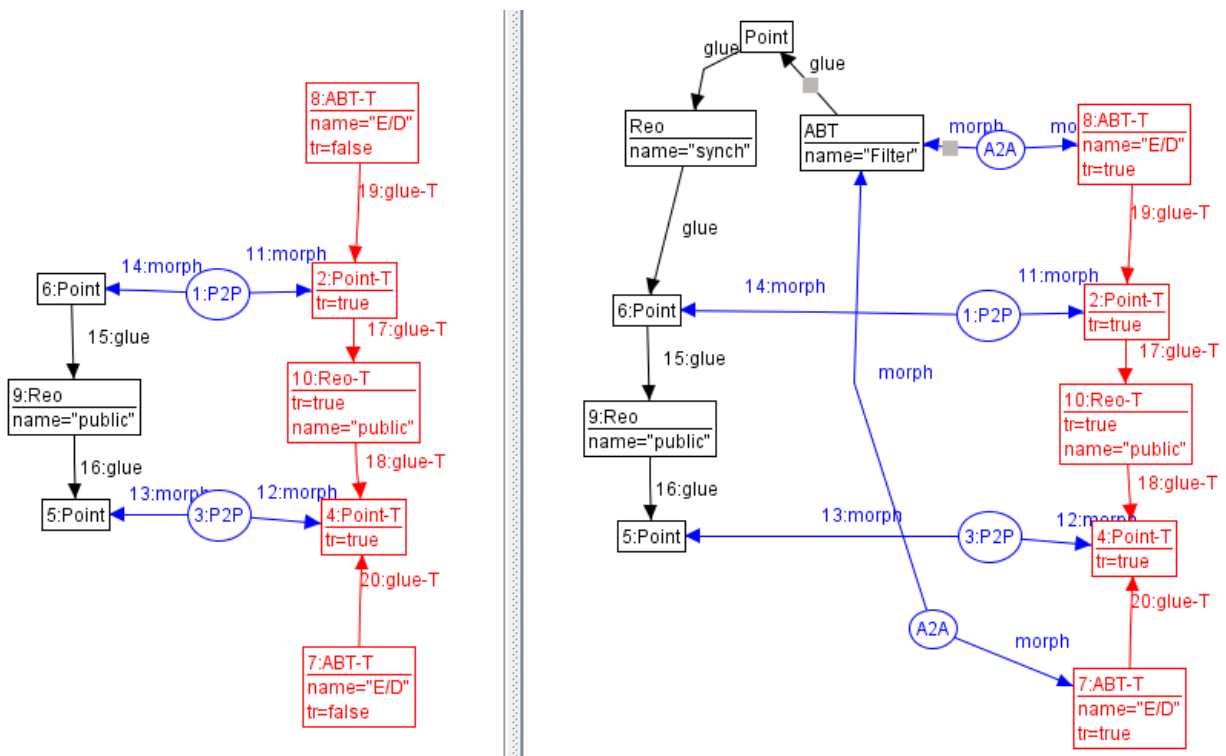 8:ABT-T
name="E/D"
tr=false
19:glue-T
14:morph
11:morph
6:Point
1:P2P
2:Point-T
tr=true
15:glue
17:glue-T
9:Reo
name="public"
10:Reo-T
tr=true
name="public"
16:glue
18:glue-T
13:morph
12:morph
5:Point
3:P2P
4:Point-T
tr=true
20:glue-T
7:ABT-T
name="E/D"
tr=false
Point
glue
glue
Reo
name="synch"
ABT
name="Filter"
morph
A2A
8:ABT-T
name="E/D"
tr=true
glue
19:glue-T
14:morph
11:morph
6:Point
1:P2P
2:Point-T
tr=true
15:glue
17:glue-T
morph
9:Reo
name="public"
10:Reo-T
tr=true
name="public"
16:glue
18:glue-T
13:morph
12:morph
5:Point
3:P2P
4:Point-T
tr=true
20:glue-T
A2A
morph
7:ABT-T
name="E/D"
tr=true